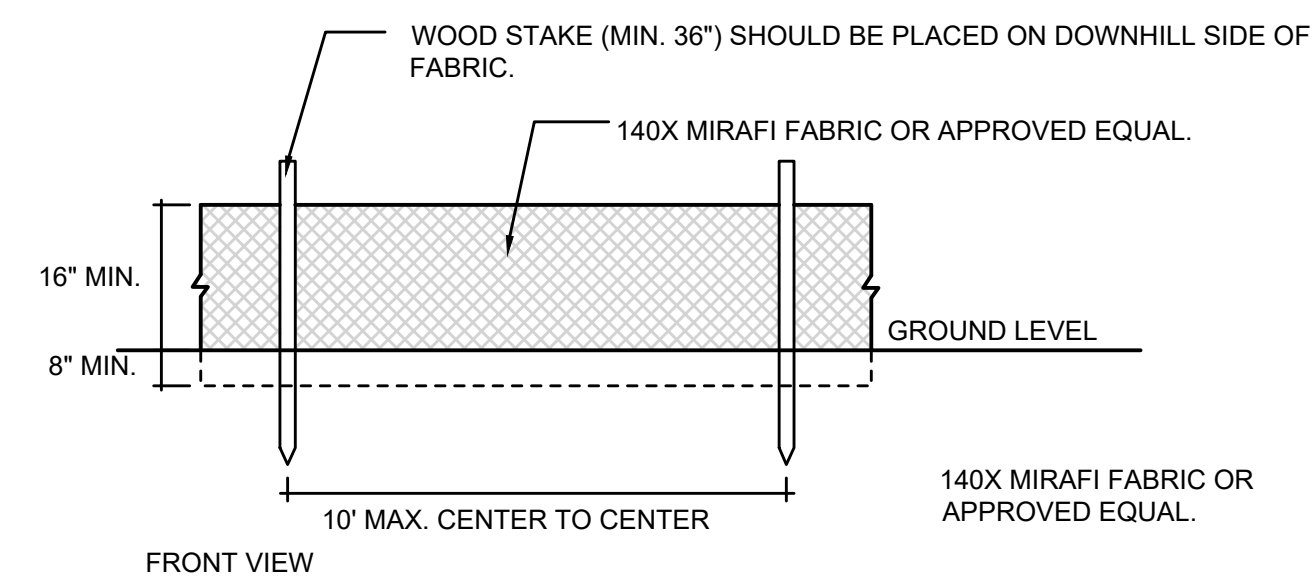 WOOD STAKE (MIN. 36") SHOULD BE PLACED ON DOWNHILL SIDE OF
FABRIC.
140X MIRAFI FABRIC OR APPROVED EQUAL.
16" MIN.
GROUND LEVEL
8" MIN.
140X MIRAFI FABRIC OR
APPROVED EQUAL.
10' MAX. CENTER TO CENTER
FRONT VIEW